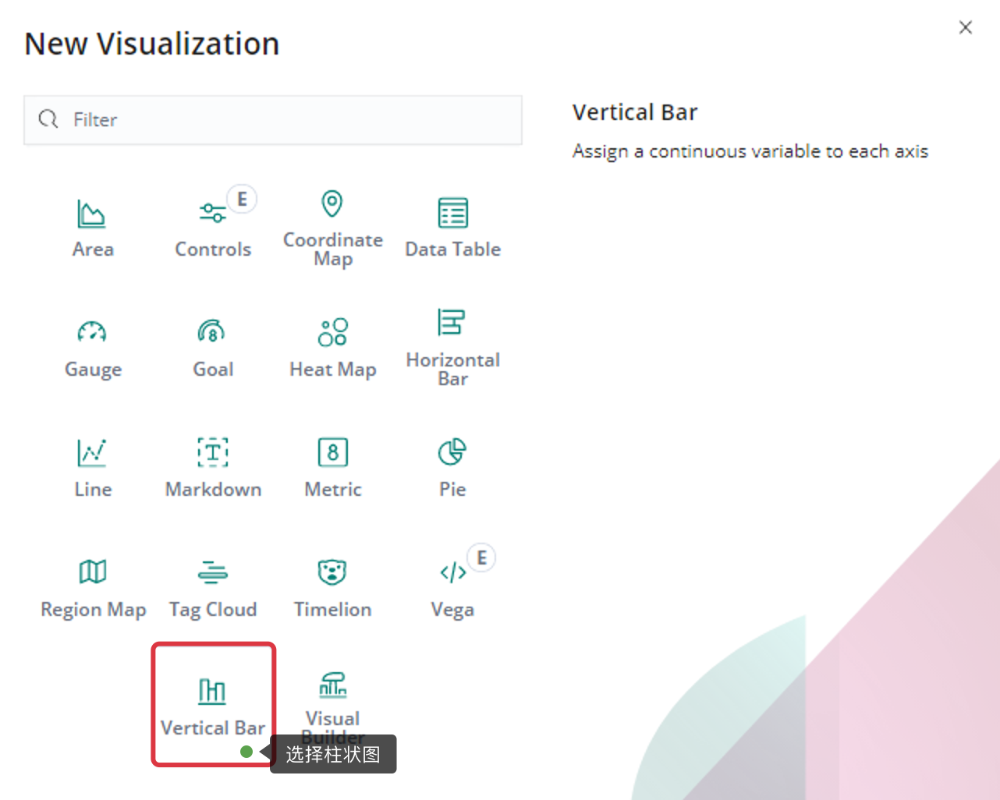 New Visualization
Filter
Vertical Bar
Assign a continuous variable to each axis
E
Area
Controls
Coordinate
Map
Data Table
Gauge
Goal
Heat Map
Horizontal
Bar
8
8
T
Line
Markdown
Metric
Pie
E
Region Map
Tag Cloud
Timelion
Vega
Vertical Bar
Visual
Builder
选择柱状图